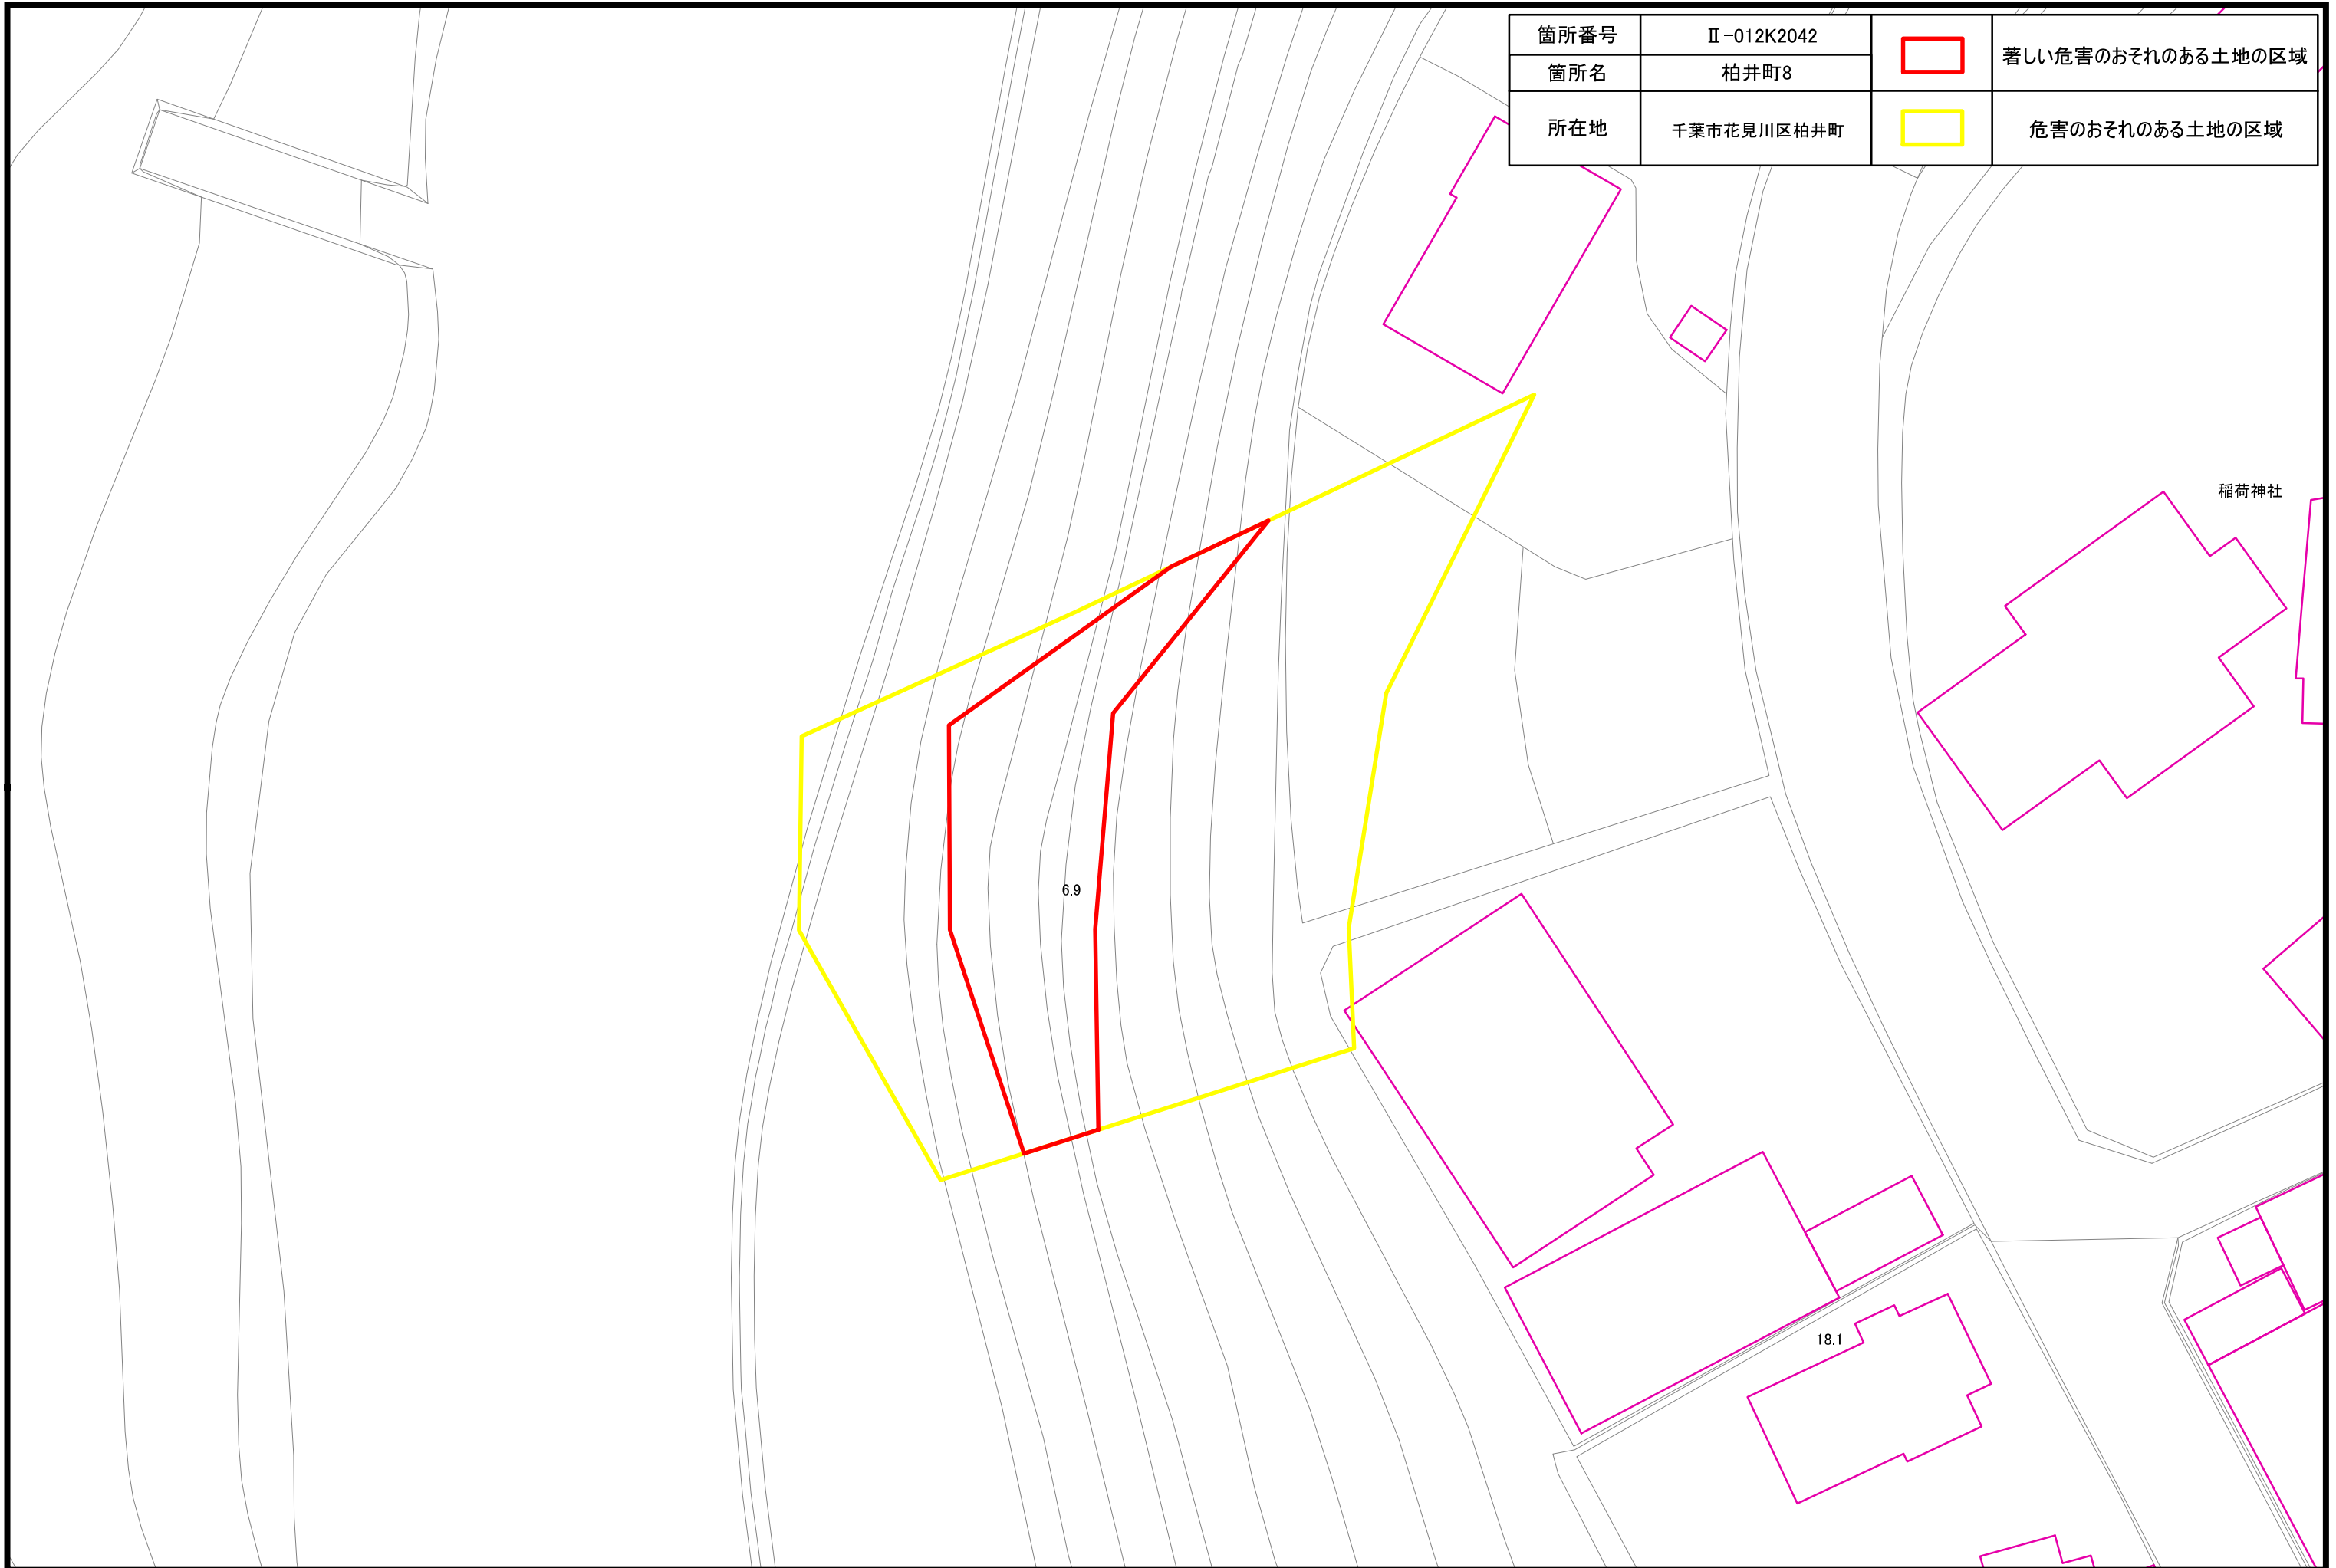 箇所番号 Ⅱ-012K2042 著しい危害のおそれのある土地の区域
箇所名 柏井町8
所在地 千葉市花見川区柏井町 危害のおそれのある土地の区域
稲荷神社
6.9
18.1